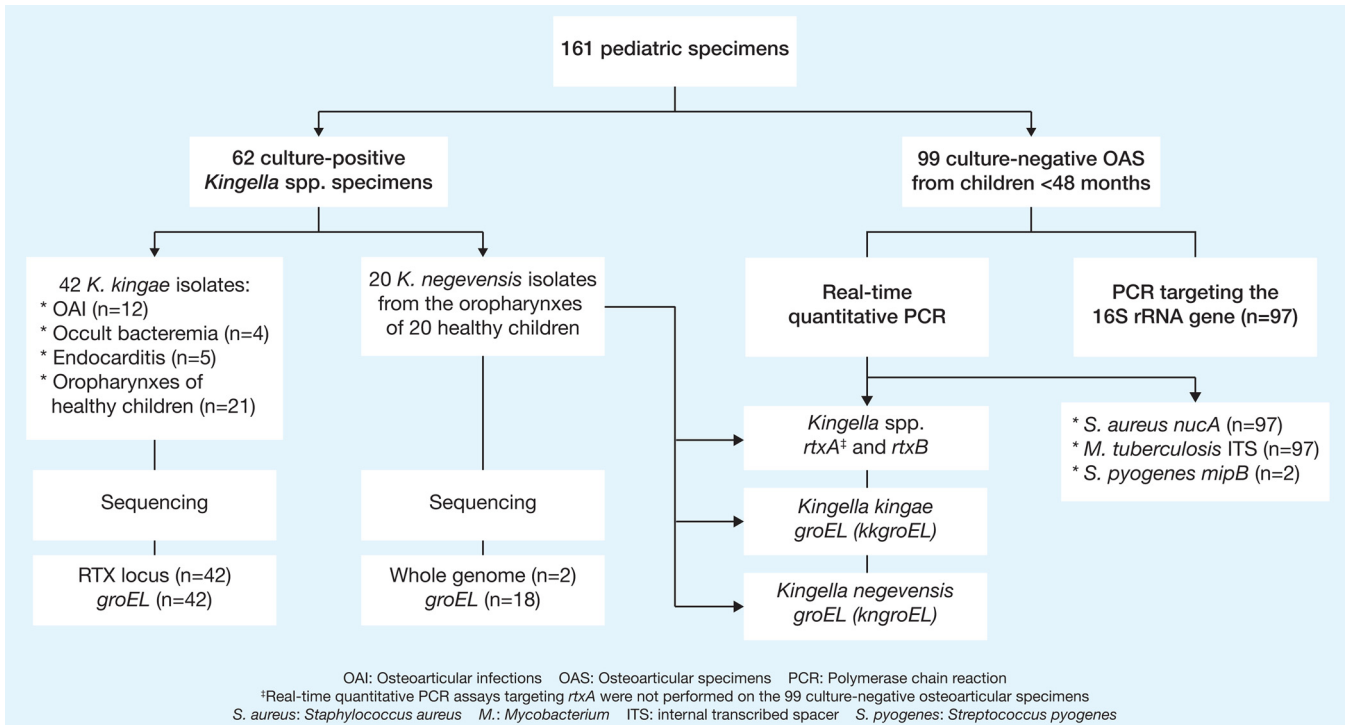 161 pediatric specimens
62 culture-positive
Kingella spp. specimens
99 culture-negative OAS
from children <48 months
42 K. kingae isolates:
* OAI (n=12)
* Occult bacteremia (n=4)
* Endocarditis (n=5)
* Oropharynxes of
healthy children (n=21)
20 K. negevensis isolates
from the oropharynxes
of 20 healthy children
Real-time
quantitative PCR
PCR targeting the
16S rRNA gene (n=97)
Kingella spp.
rtxA‡ and rtxB
* S. aureus nucA (n=97)
* M. tuberculosis ITS (n=97)
* S. pyogenes mipB (n=2)
Sequencing
Sequencing
Kingella kingae
groEL (kkgroEL)
RTX locus (n=42)
groEL (n=42)
Whole genome (n=2)
groEL (n=18)
Kingella negevensis
groEL (kngroEL)
OAI: Osteoarticular infections OAS: Osteoarticular specimens PCR: Polymerase chain reaction
‡Real-time quantitative PCR assays targeting rtxA were not performed on the 99 culture-negative osteoarticular specimens
S. aureus: Staphylococcus aureus M.: Mycobacterium ITS: internal transcribed spacer S. pyogenes: Streptococcus pyogenes